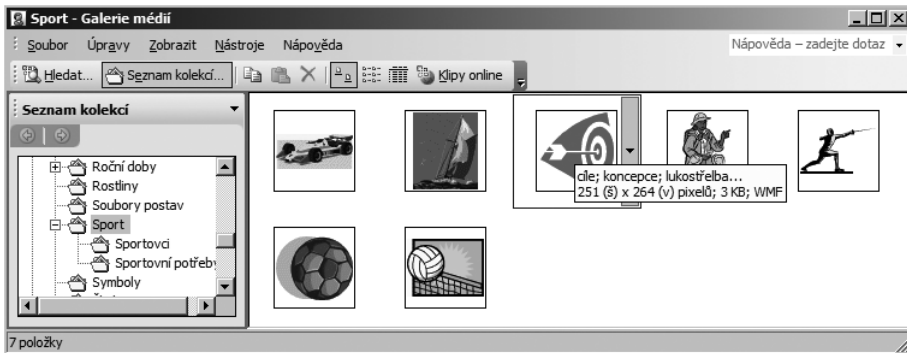 Sport - Galerie médií
Soubor Úpravy Zobrazit Nástroje Nápověda Nápověda – zadejte dotaz
Hledat... Seznam kolekcí... Klipy online
Seznam kolekcí
Roční doby
Rostliny
Soubory postav
Sport
Sportovci
Sportovní potřeby
Symboly
cíle; koncepce; lukostřelba...
251 (š) x 264 (v) pixelů; 3 KB; WMF
7 položky